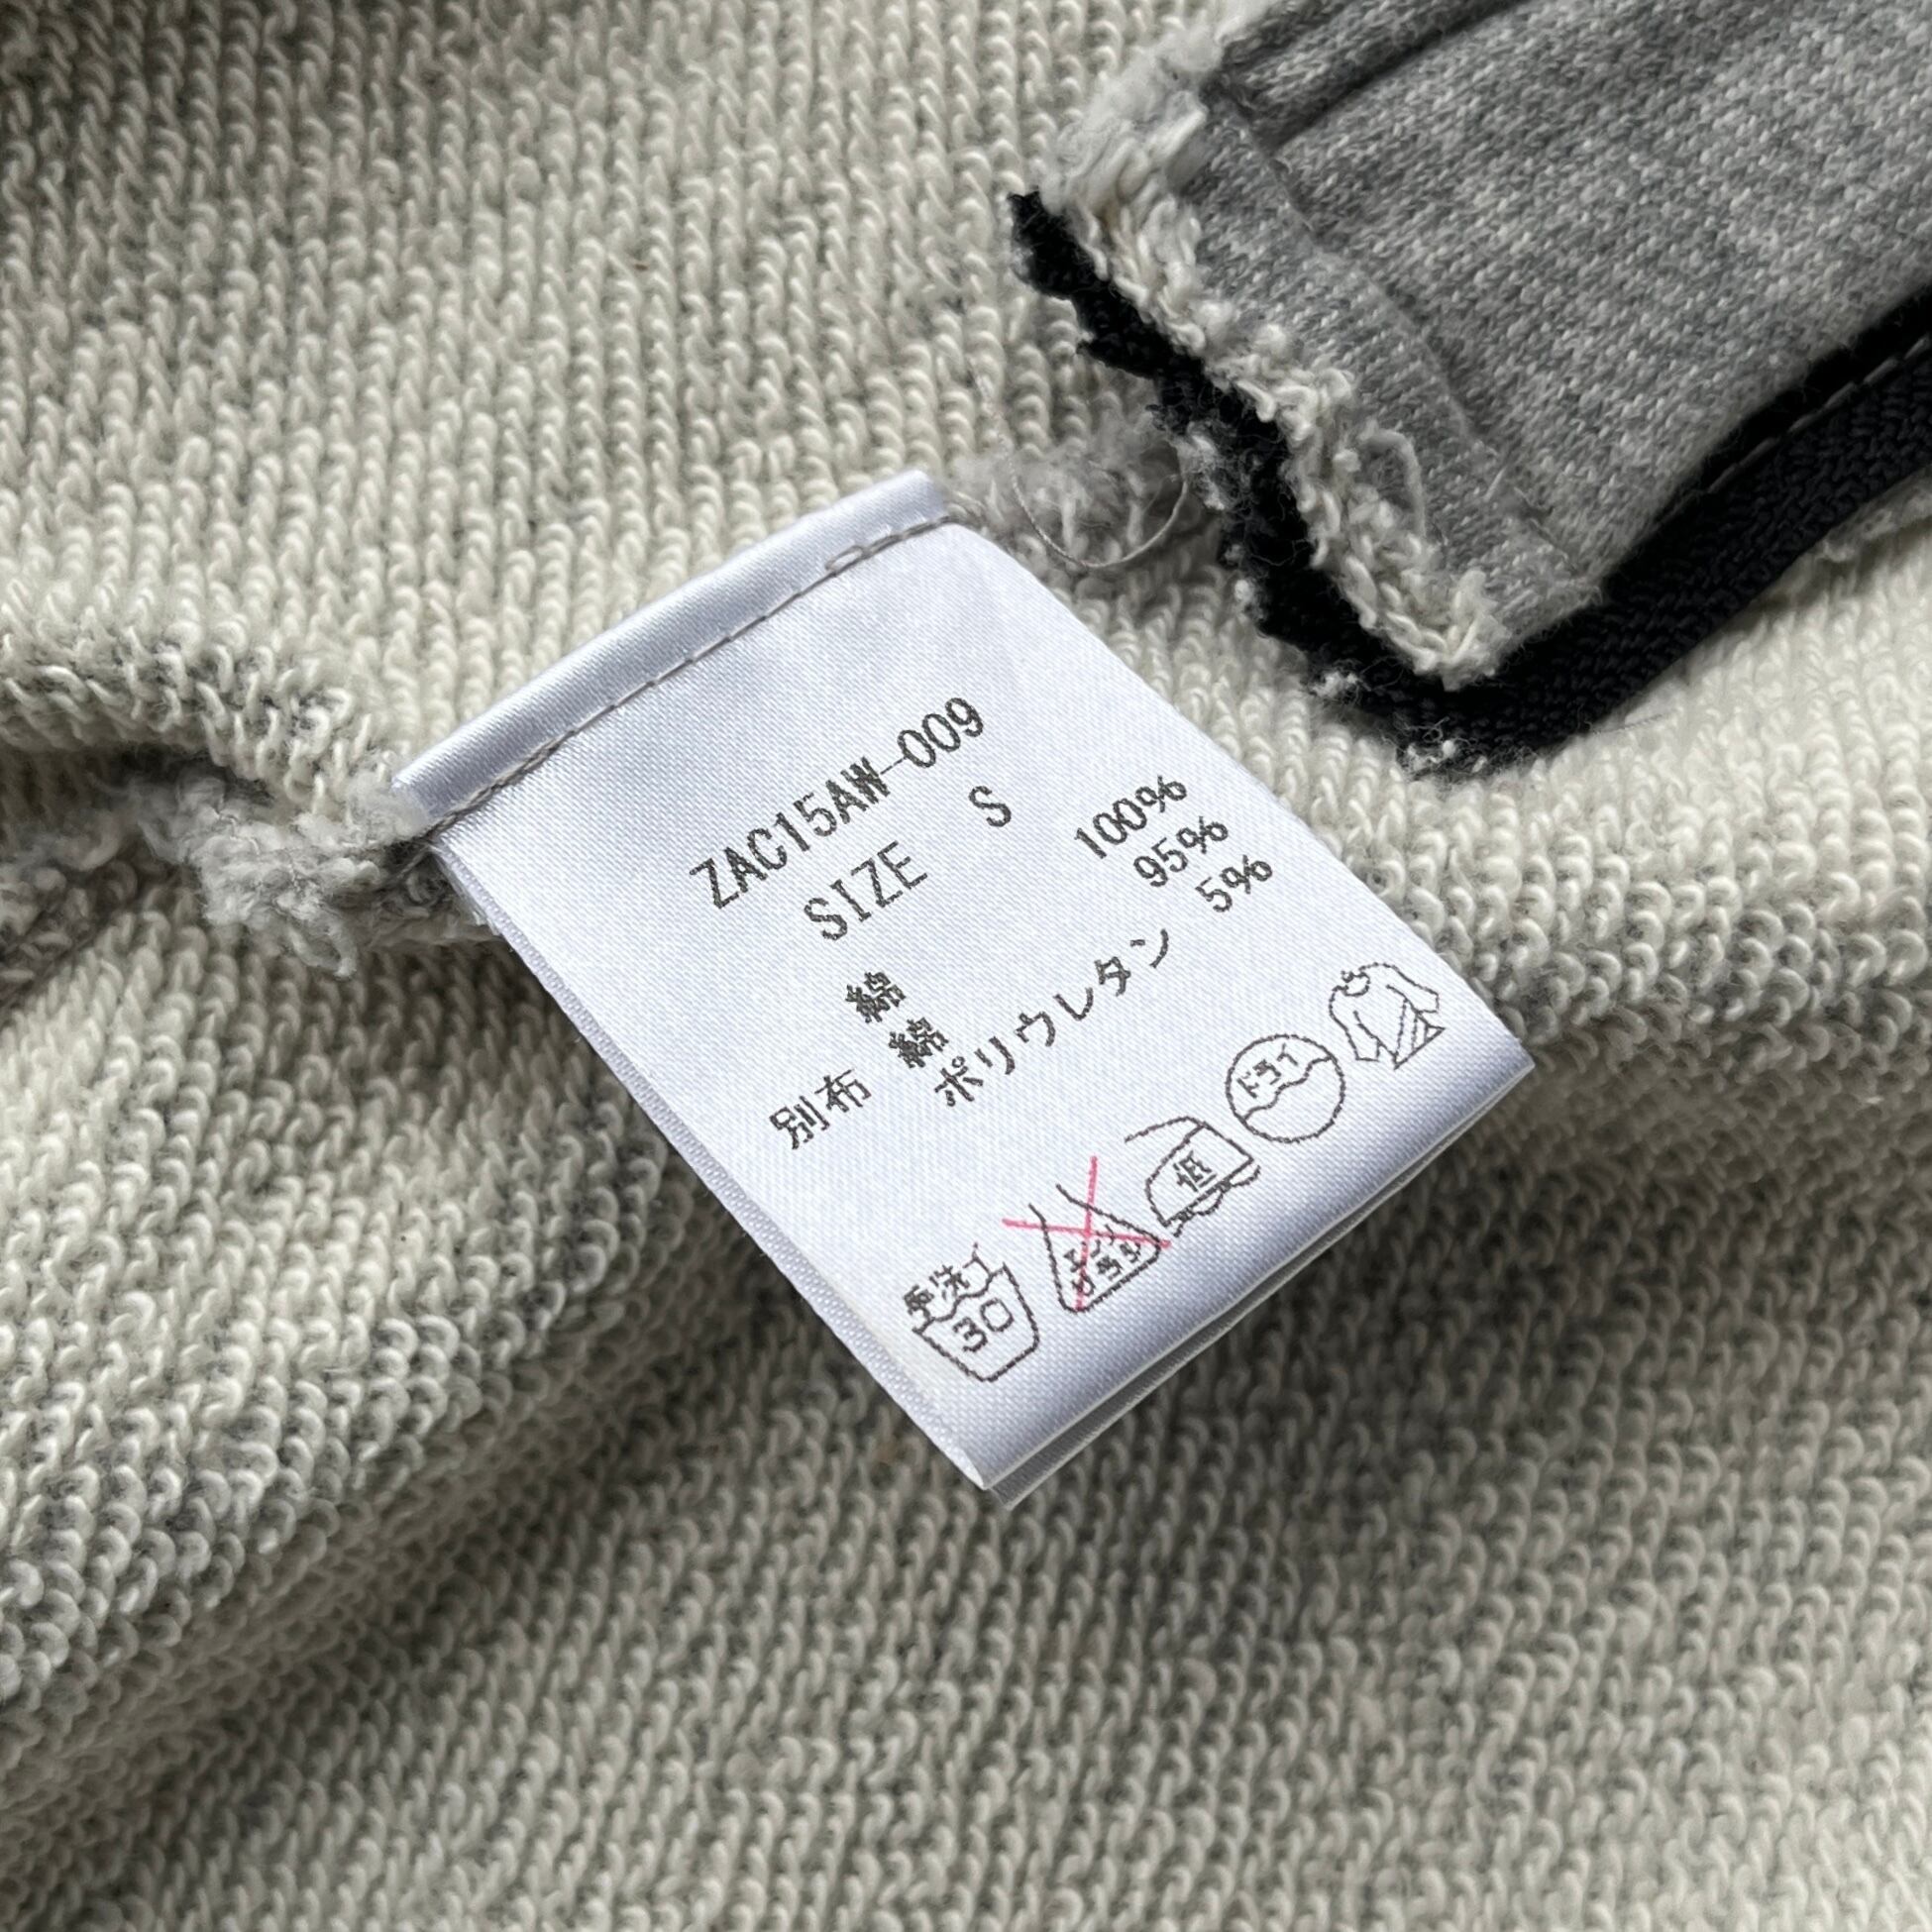 ZAC15AW-009
SIZE S
綿 100%
別布 綿 95%
ポリウレタン 5%
手洗イ
30
エンソサラシ
低
ドライ